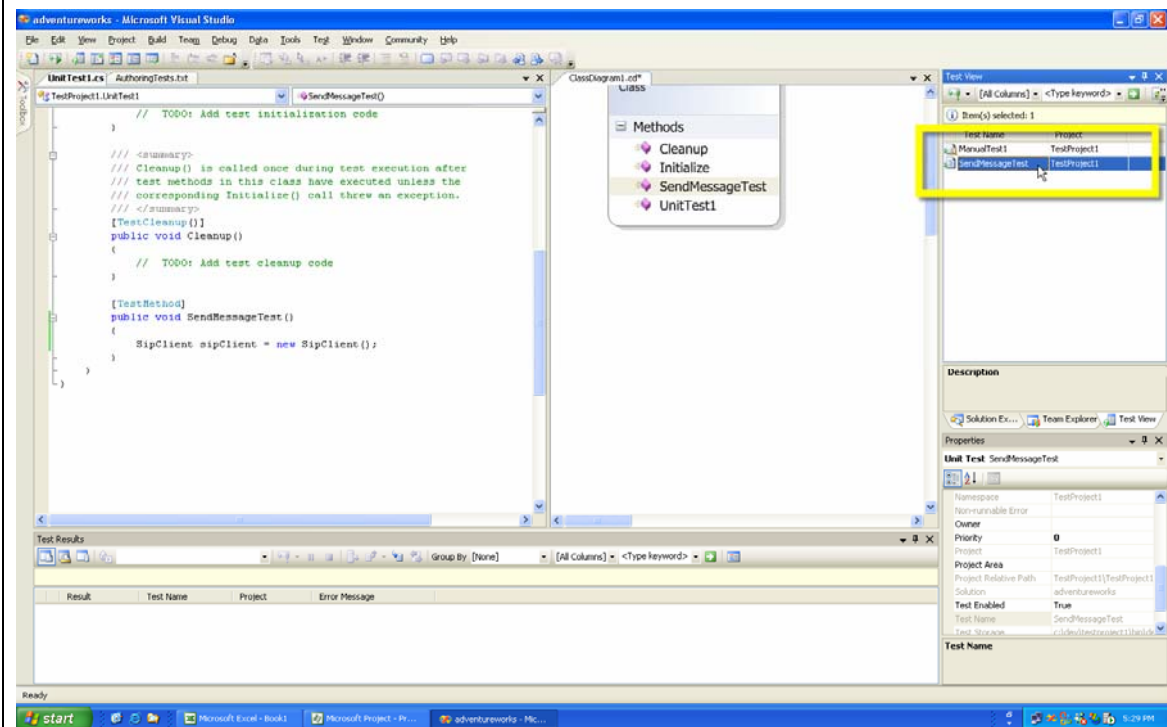 adventureworks - Microsoft Visual Studio
File Edit View Project Build Team Debug Data Tools Test Window Community Help
UnitTest1.cs AuthoringTests.txt
TestProject1.UnitTest1 SendMessageTest()
// TODO: Add test initialization code
}
/// <summary>
/// Cleanup() is called once during test execution after
/// test methods in this class have executed unless the
/// corresponding Initialize() call threw an exception.
/// </summary>
[TestCleanup()]
public void Cleanup()
{
// TODO: Add test cleanup code
}
[TestMethod]
public void SendMessageTest()
{
SipClient sipClient = new SipClient();
}
}
}
Toolbox
ClassDiagram1.cd*
Class
Methods
Cleanup
Initialize
SendMessageTest
UnitTest1
Test View
[All Columns] <Type keyword>
Item(s) selected: 1
Test Name Project
ManualTest1 TestProject1
SendMessageTest TestProject1
Description
Solution Ex... Team Explorer Test View
Properties
Unit Test SendMessageTest
Namespace TestProject1
Non-runnable Error
Owner
Priority 0
Project TestProject1
Project Area
Project Relative Path TestProject1\TestProject1
Solution adventureworks
Test Enabled True
Test Name SendMessageTest
Test Storage
Test Name
Test Results
Group By [None] [All Columns] <Type keyword>
Result Test Name Project Error Message
Ready
start Microsoft Excel - Book1 Microsoft Project - Pr... adventureworks - Mic... 5:29 PM